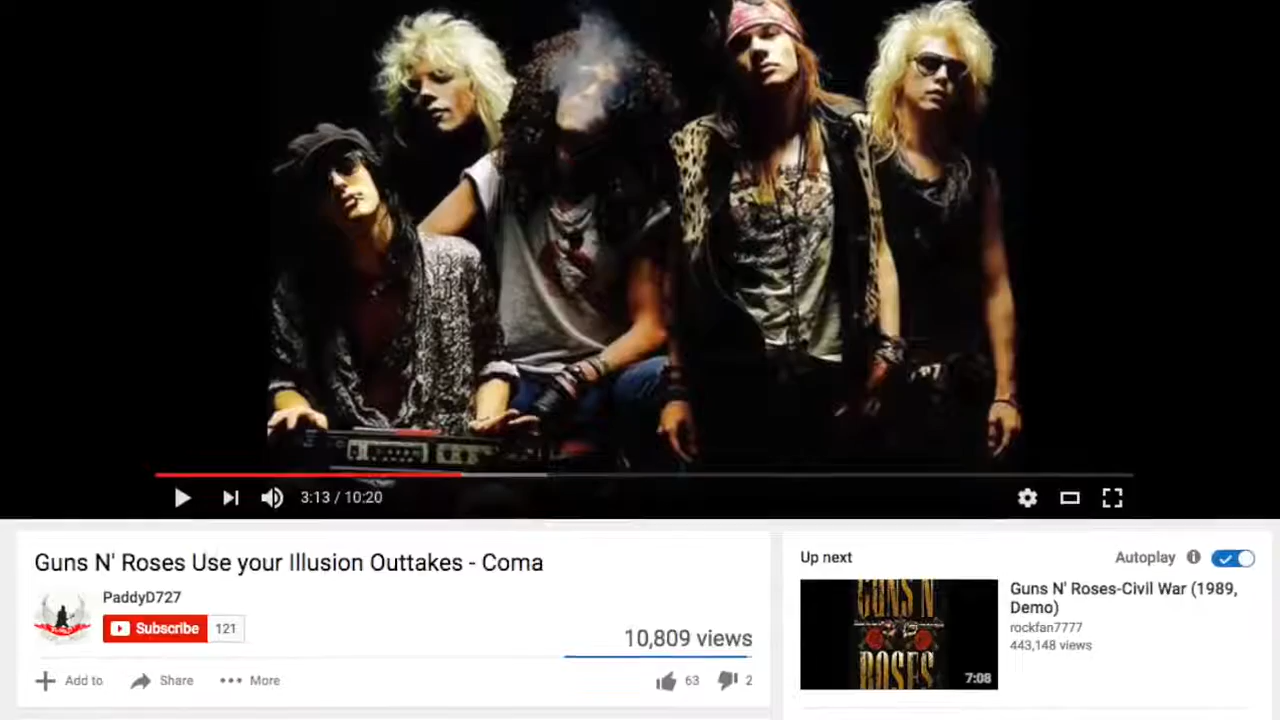 3:13 / 10:20
Guns N' Roses Use your Illusion Outtakes - Coma
PaddyD727
Subscribe 121
10,809 views
Add to Share More
63 2
Up next Autoplay
GUNS N'
ROSES
7:08
Guns N' Roses-Civil War (1989,
Demo)
rockfan7777
443,148 views